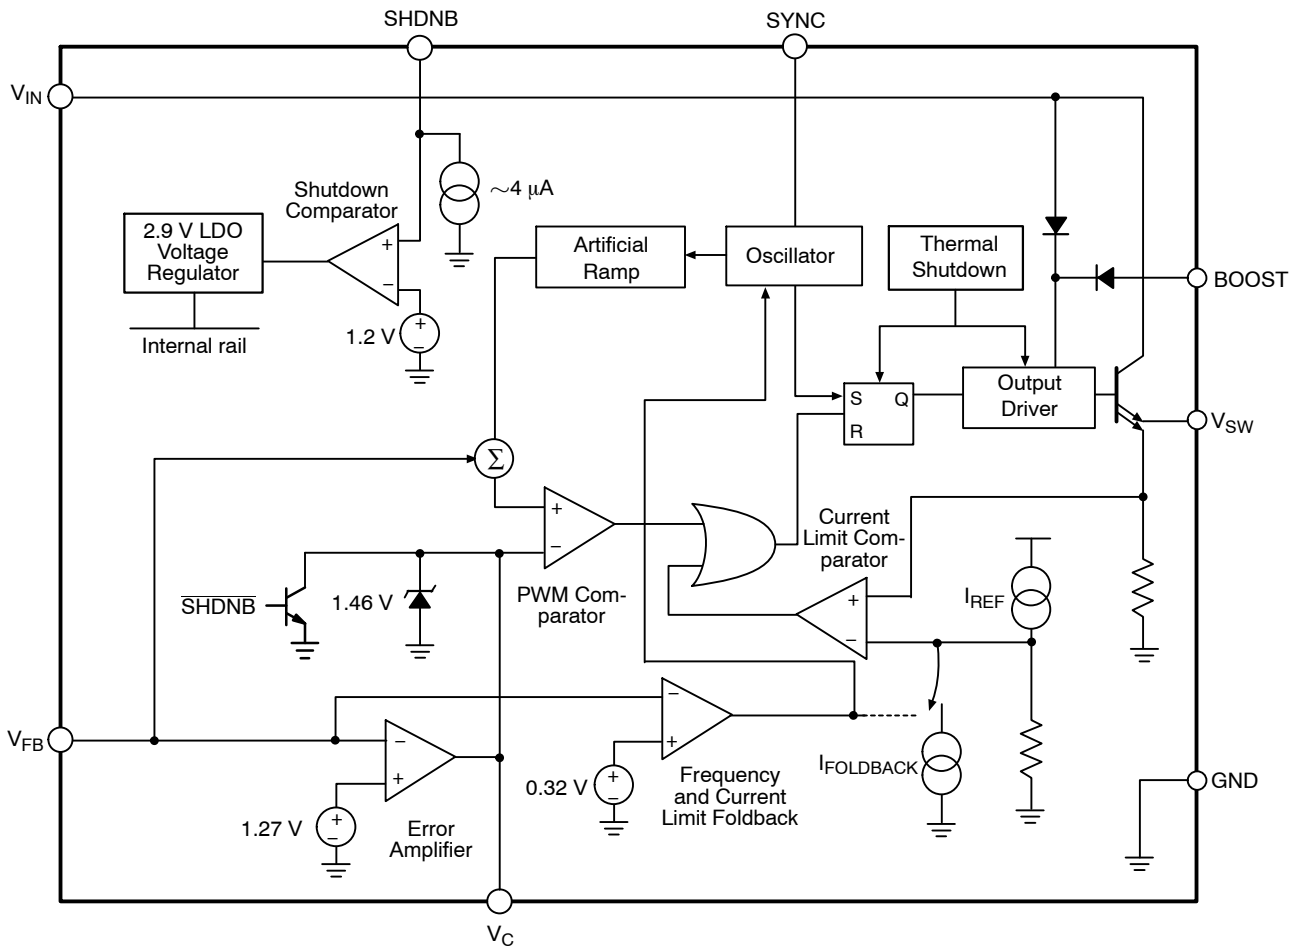 SHDNB
SYNC
V_IN
~4 μA
Shutdown
Comparator
+
−
2.9 V LDO
Voltage
Regulator
Internal rail
1.2 V
+
−
Artificial
Ramp
Oscillator
Thermal
Shutdown
BOOST
S
Q
R
Output
Driver
V_SW
Σ
+
−
PWM Com-
parator
Current
Limit Com-
parator
+
−
I_REF
SHDNB
1.46 V
V_FB
−
+
1.27 V
+
−
Error
Amplifier
−
+
0.32 V
+
−
Frequency
and Current
Limit Foldback
I_FOLDBACK
GND
V_C